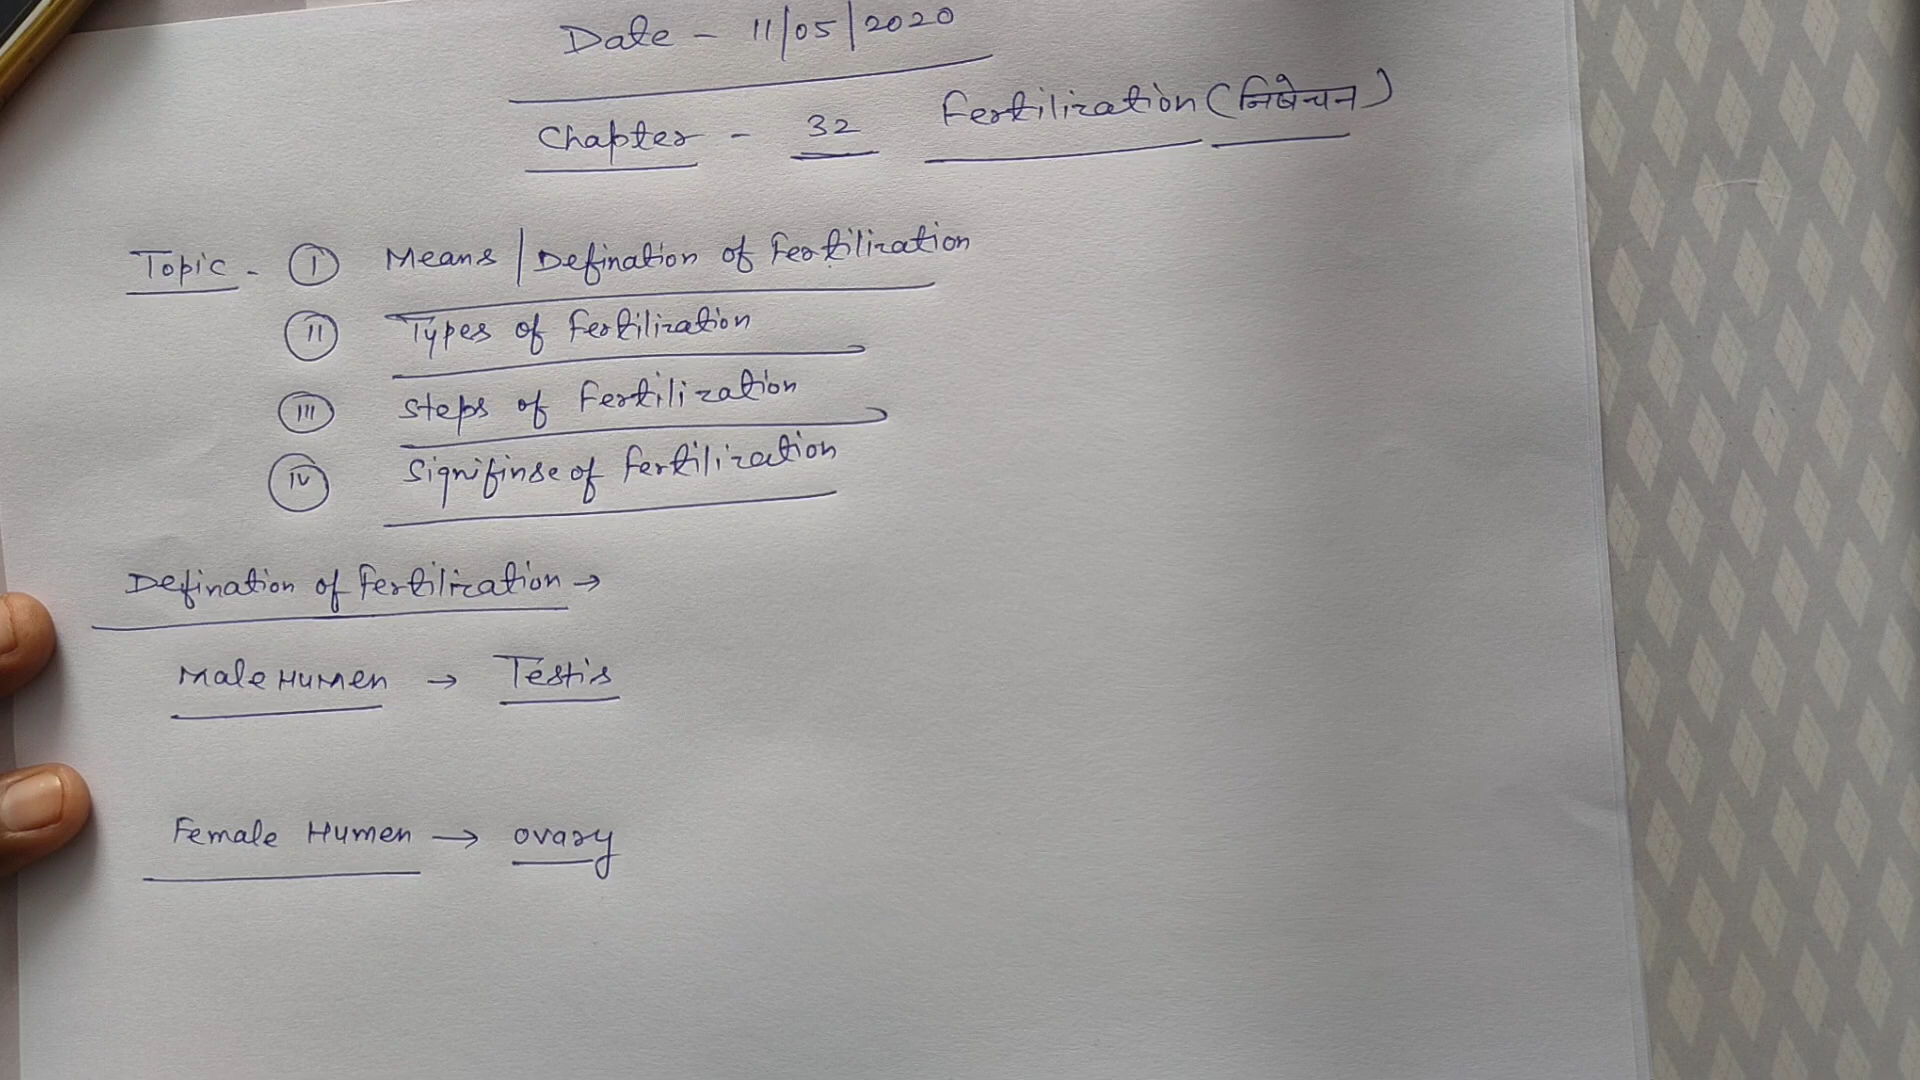 Date - 11/05/2020
Chapter - 32 Fertilization (निषेचन)
Topic - (I) Means | Defination of Fertilization
(II) Types of Fertilization
(III) Steps of Fertilization
(IV) Signifinse of Fertilization
Defination of Fertilization →
Male Humen → Testis
Female Humen → ovary